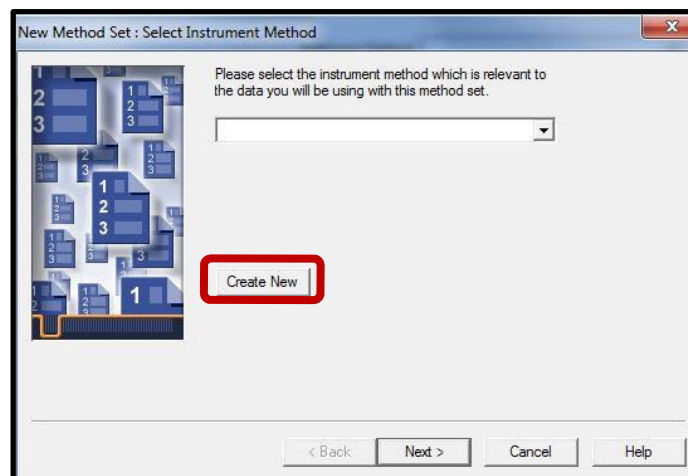 New Method Set : Select Instrument Method
Please select the instrument method which is relevant to
the data you will be using with this method set.
Create New
< Back
Next >
Cancel
Help